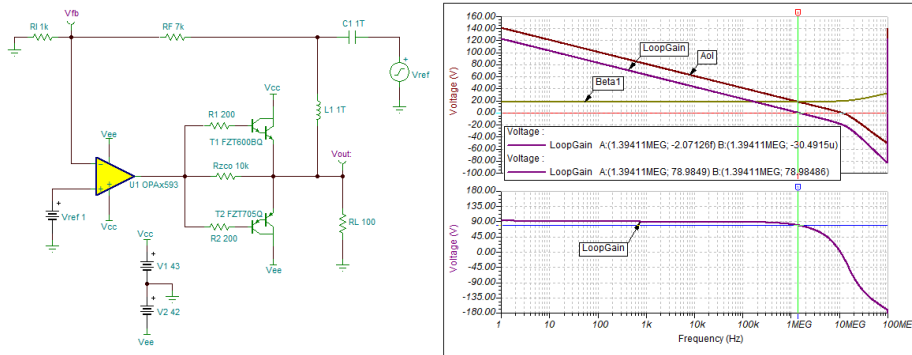 Vfb
RI 1k
RF 7k
C1 1T
Vref
L1 1T
Vcc
R1 200
T1 FZT600BQ
Vee
U1 OPAx593
Rzco 10k
Vout
Vref 1
Vcc
T2 FZT705Q
R2 200
RL 100
Vcc
Vee
V1 43
V2 42
Vee
160.00
140.00
120.00
100.00
80.00
60.00
40.00
20.00
0.00
-20.00
-40.00
-60.00
-80.00
-100.00
Voltage (V)
LoopGain
Aol
Beta1
a
Voltage :
LoopGain A:(1.39411MEG; -2.07126f) B:(1.39411MEG; -30.4915u)
Voltage :
LoopGain A:(1.39411MEG; 78.9849) B:(1.39411MEG; 78.98486)
180.00
135.00
90.00
45.00
0.00
-45.00
-90.00
-135.00
-180.00
Voltage (V)
LoopGain
1 10 100 1k 10k 100k 1MEG 10MEG 100MEG
Frequency (Hz)